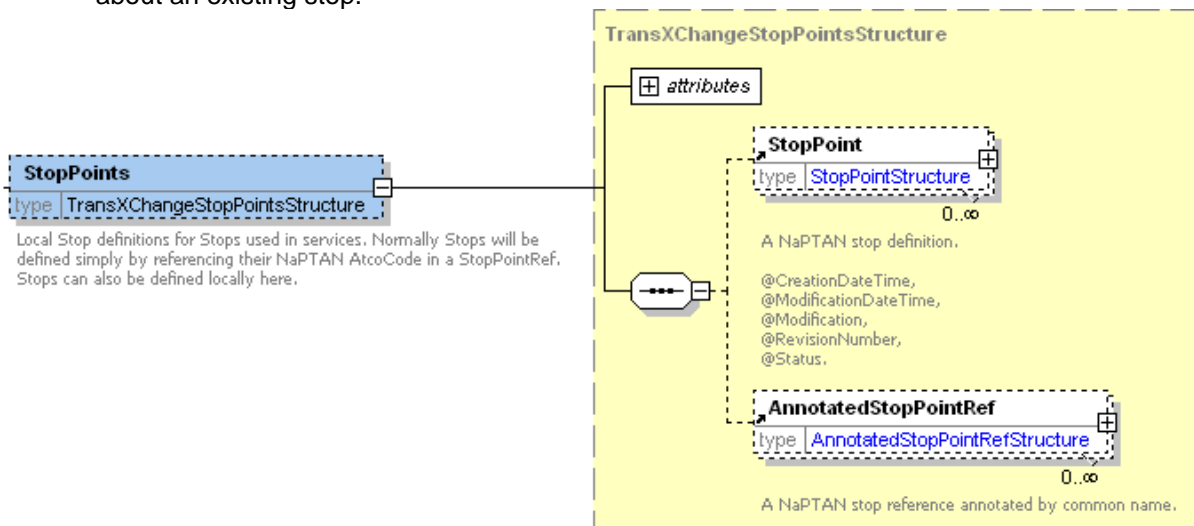 about an existing stop.
TransXChangeStopPointsStructure
attributes
StopPoints
type TransXChangeStopPointsStructure
Local Stop definitions for Stops used in services. Normally Stops will be
defined simply by referencing their NaPTAN AtcoCode in a StopPointRef.
Stops can also be defined locally here.
StopPoint
type StopPointStructure
0..∞
A NaPTAN stop definition.
@CreationDateTime,
@ModificationDateTime,
@Modification,
@RevisionNumber,
@Status.
AnnotatedStopPointRef
type AnnotatedStopPointRefStructure
0..∞
A NaPTAN stop reference annotated by common name.